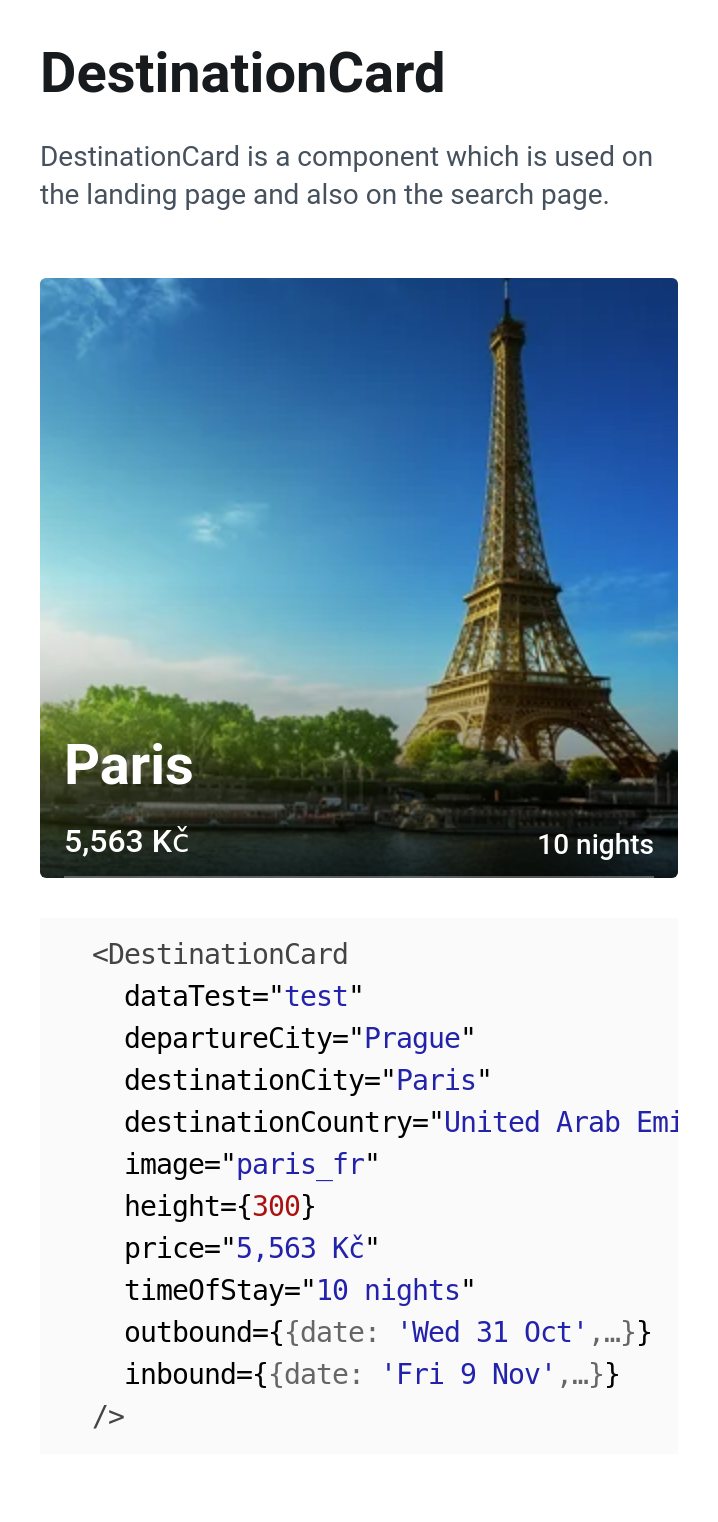 DestinationCard
DestinationCard is a component which is used on
the landing page and also on the search page.
Paris
5,563 Kč
10 nights
<DestinationCard
dataTest="test"
departureCity="Prague"
destinationCity="Paris"
destinationCountry="United Arab Emi
image="paris_fr"
height={300}
price="5,563 Kč"
timeOfStay="10 nights"
outbound={{date: 'Wed 31 Oct',…}}
inbound={{date: 'Fri 9 Nov',…}}
/>